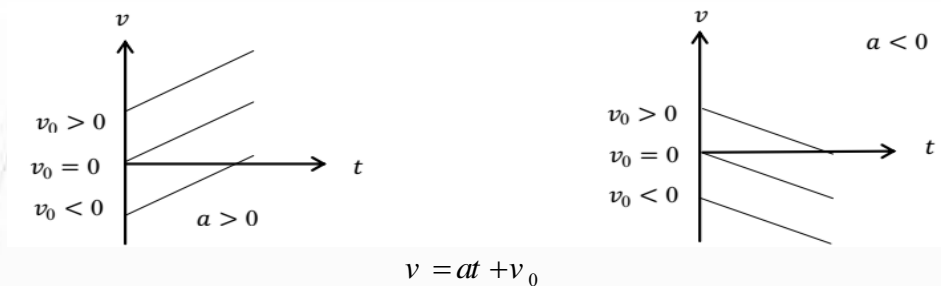 v
v₀ > 0
v₀ = 0
v₀ < 0
a > 0
t
v
a < 0
v₀ > 0
v₀ = 0
v₀ < 0
t
v = at + v₀